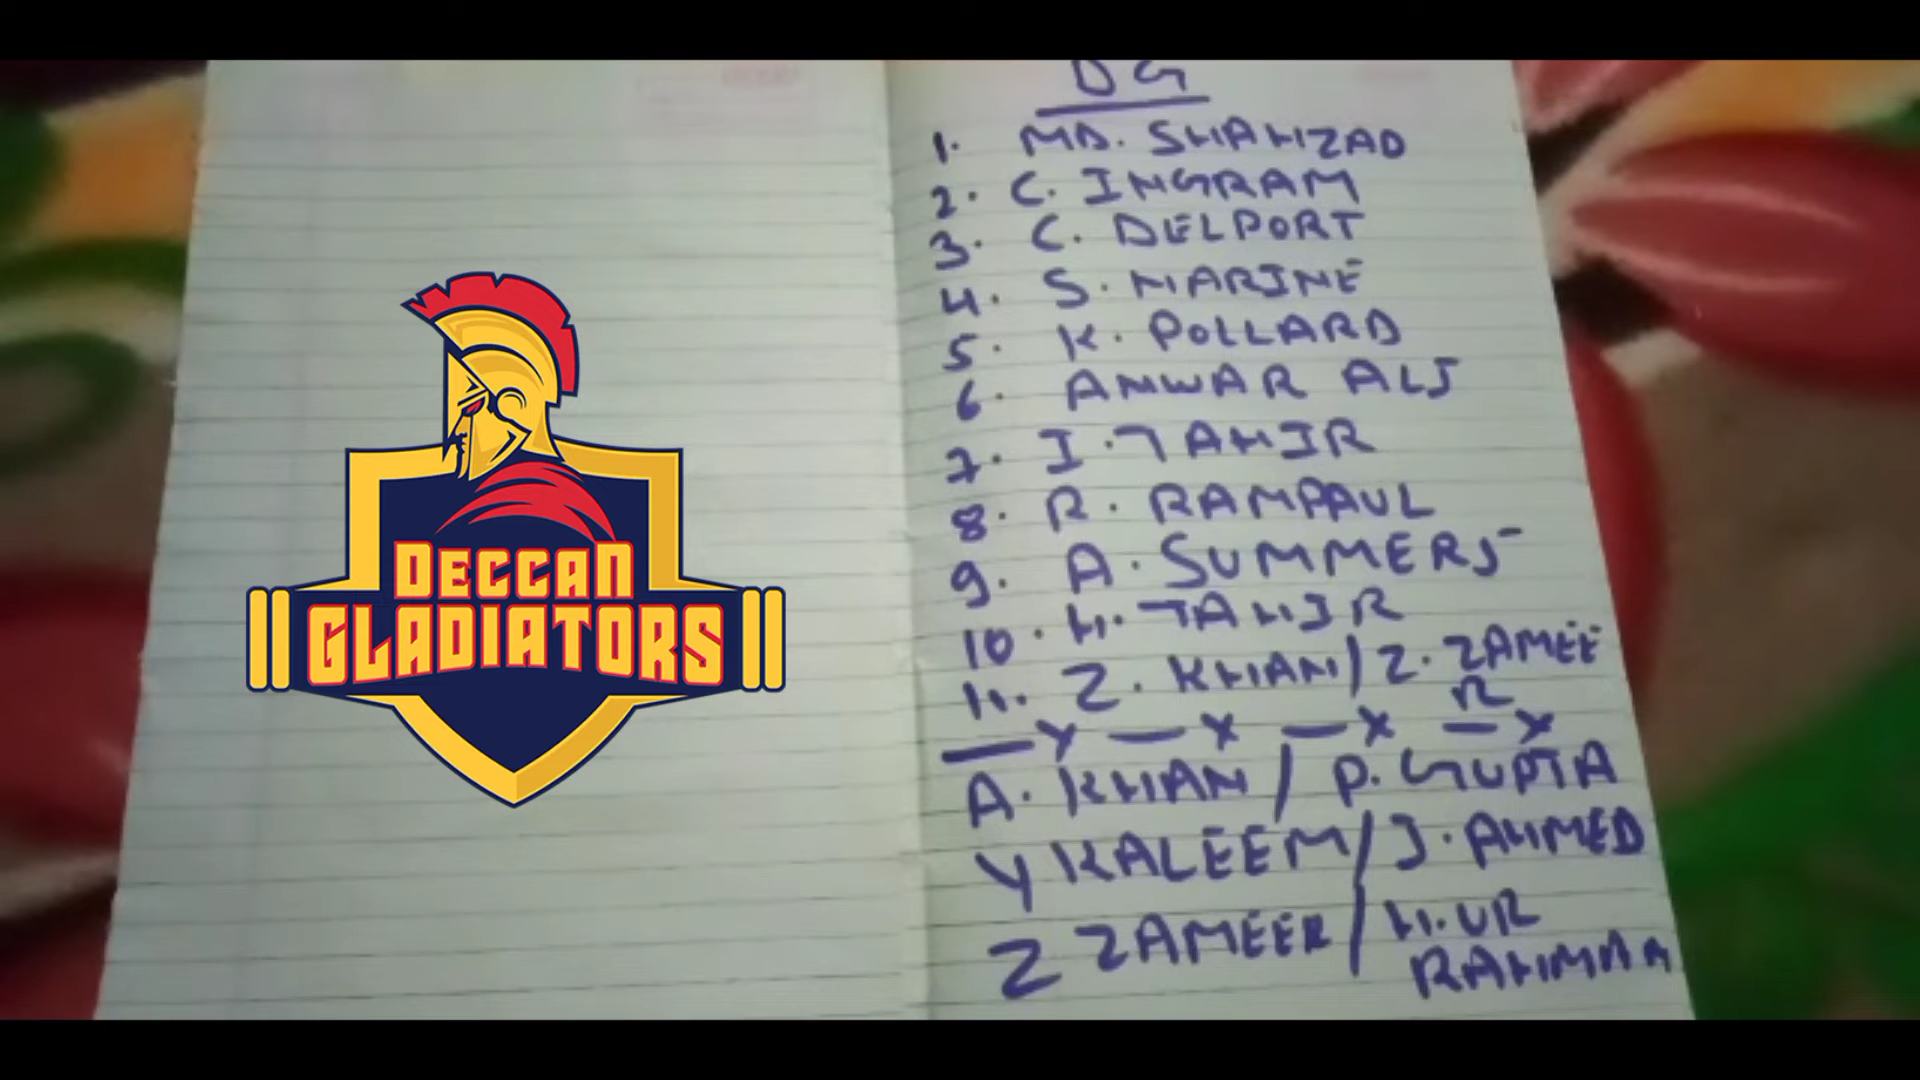 DECCAN
GLADIATORS
DG
1. MD. SHAHZAD
2. C. INGRAM
3. C. DELPORT
4. S. NARINE
5. K. POLLARD
6. ANWAR ALI
7. I. TAHIR
8. R. RAMPAUL
9. A. SUMMERS
10. H. TAHIR
11. Z. KHAN / Z. ZAMEE
R
A. KHAN / P. GUPTA
Y KALEEM / J. AHMED
Z ZAMEER / H. UR
RAHMAN